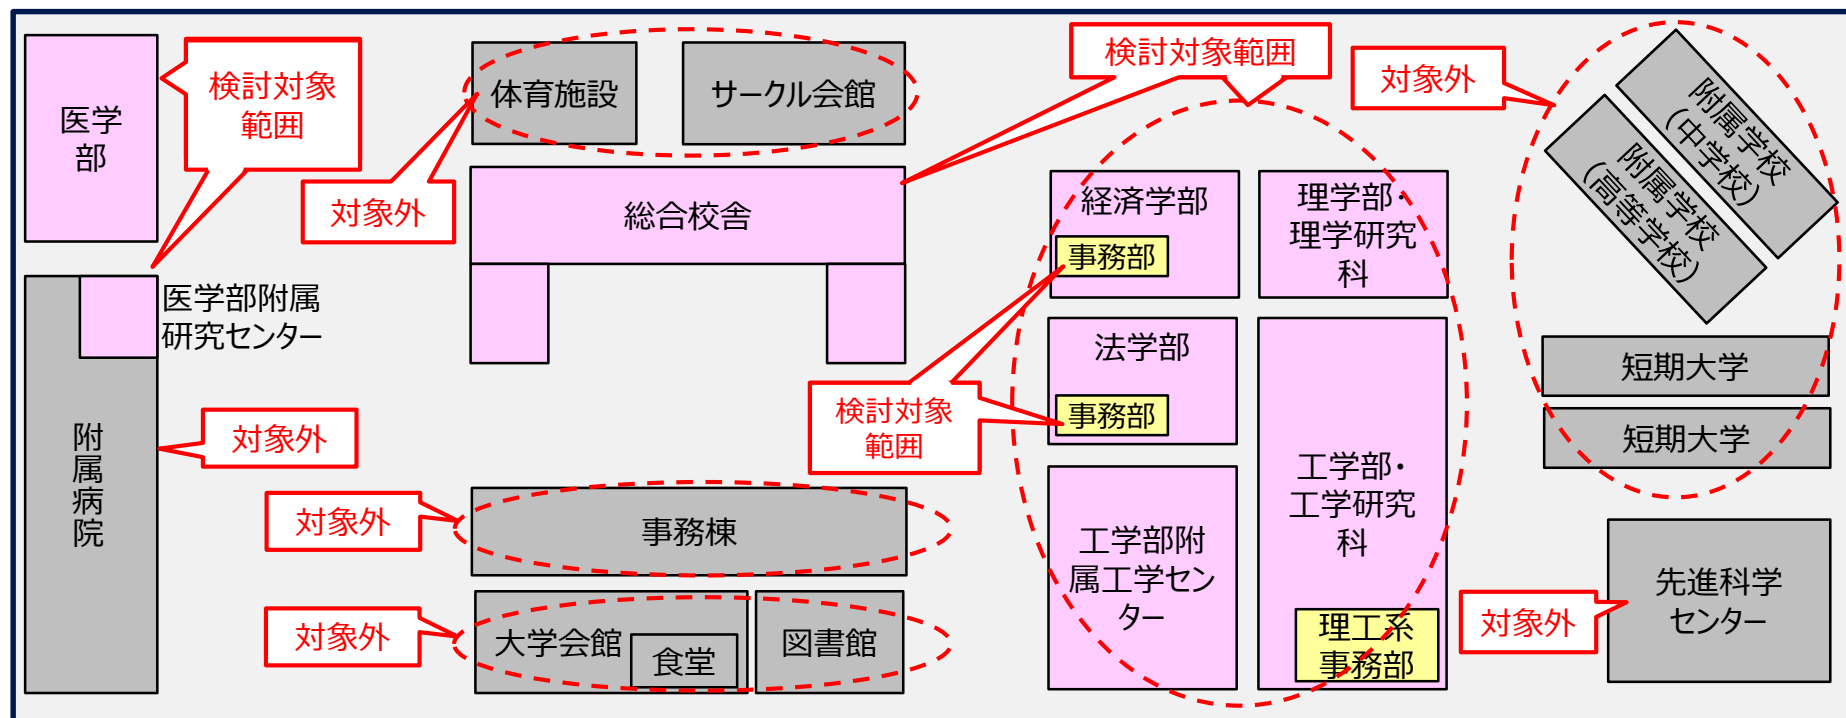 医学
部
検討対象
範囲
医学部附属
研究センター
附属病院
対象外
体育施設
サークル会館
対象外
総合校舎
対象外
事務棟
対象外
大学会館
食堂
図書館
検討対象範囲
経済学部
事務部
理学部・
理学研究
科
法学部
事務部
検討対象
範囲
工学部附
属工学セン
ター
工学部・
工学研究
科
理工系
事務部
対象外
附属学校
(中学校)
附属学校
(高等学校)
短期大学
短期大学
対象外
先進科学
センター